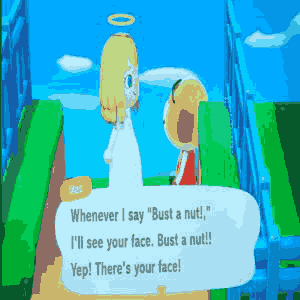 Whenever I say "Bust a nut!,"
I'll see your face. Bust a nut!!
Yep! There's your face!